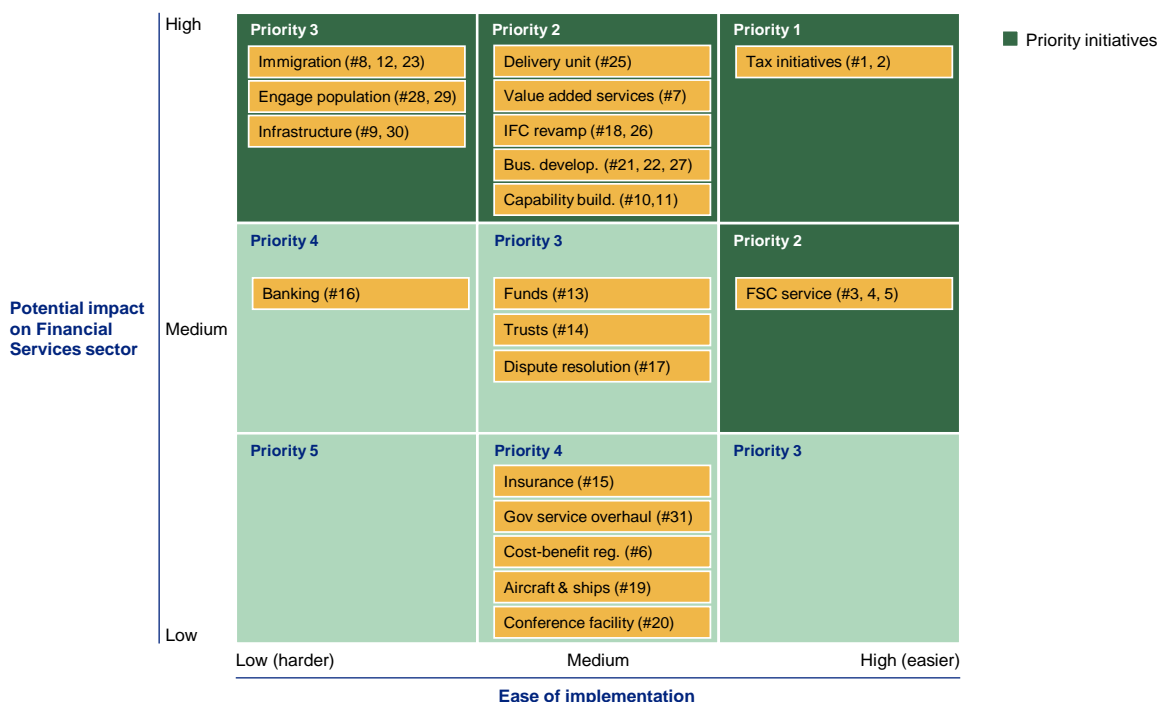 High
Priority 3
Immigration (#8, 12, 23)
Engage population (#28, 29)
Infrastructure (#9, 30)
Priority 2
Delivery unit (#25)
Value added services (#7)
IFC revamp (#18, 26)
Bus. develop. (#21, 22, 27)
Capability build. (#10,11)
Priority 1
Tax initiatives (#1, 2)
Priority initiatives
Potential impact
on Financial
Services sector
Medium
Priority 4
Banking (#16)
Priority 3
Funds (#13)
Trusts (#14)
Dispute resolution (#17)
Priority 2
FSC service (#3, 4, 5)
Low
Priority 5
Priority 4
Insurance (#15)
Gov service overhaul (#31)
Cost-benefit reg. (#6)
Aircraft & ships (#19)
Conference facility (#20)
Priority 3
Low (harder)
Medium
High (easier)
Ease of implementation